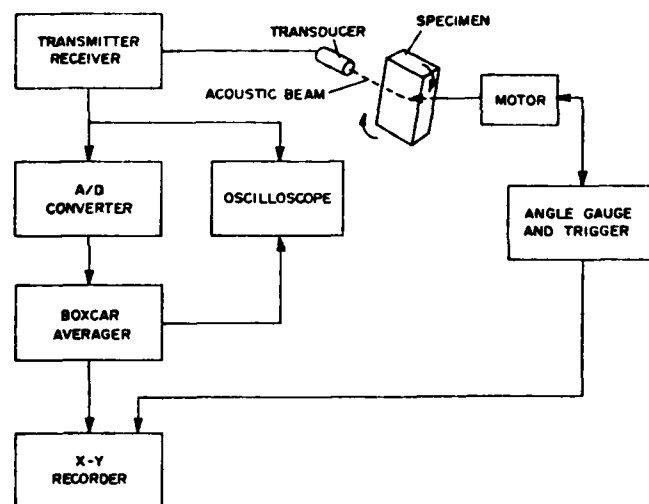 TRANSMITTER
RECEIVER
TRANSDUCER
SPECIMEN
ACOUSTIC BEAM
MOTOR
A/D
CONVERTER
OSCILLOSCOPE
ANGLE GAUGE
AND TRIGGER
BOXCAR
AVERAGER
X-Y
RECORDER